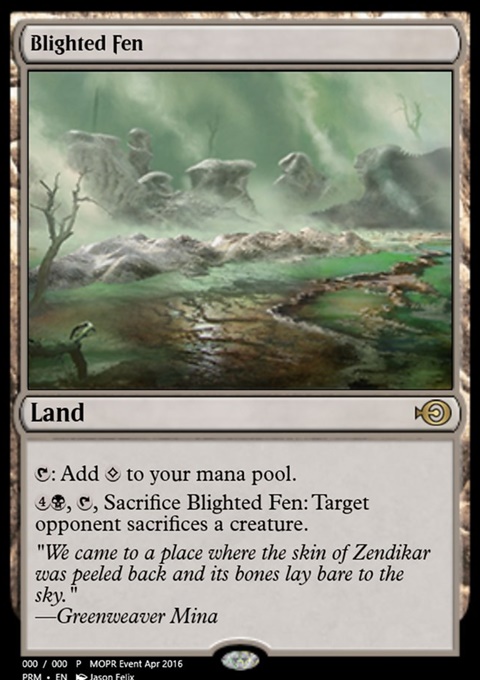 Blighted Fen
Land
: Add to your mana pool.
4, , Sacrifice Blighted Fen: Target
opponent sacrifices a creature.
"We came to a place where the skin of Zendikar
was peeled back and its bones lay bare to the
sky."
—Greenweaver Mina
000 / 000 P MOPR Event Apr 2016
PRM • EN Jason Felix